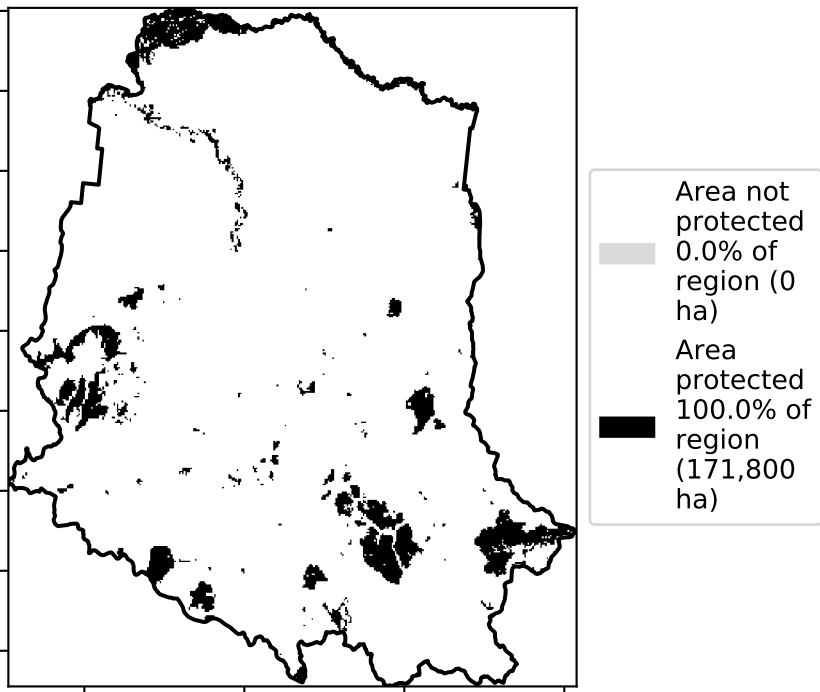 Area not
protected
0.0% of
region (0
ha)
Area
protected
100.0% of
region
(171,800
ha)